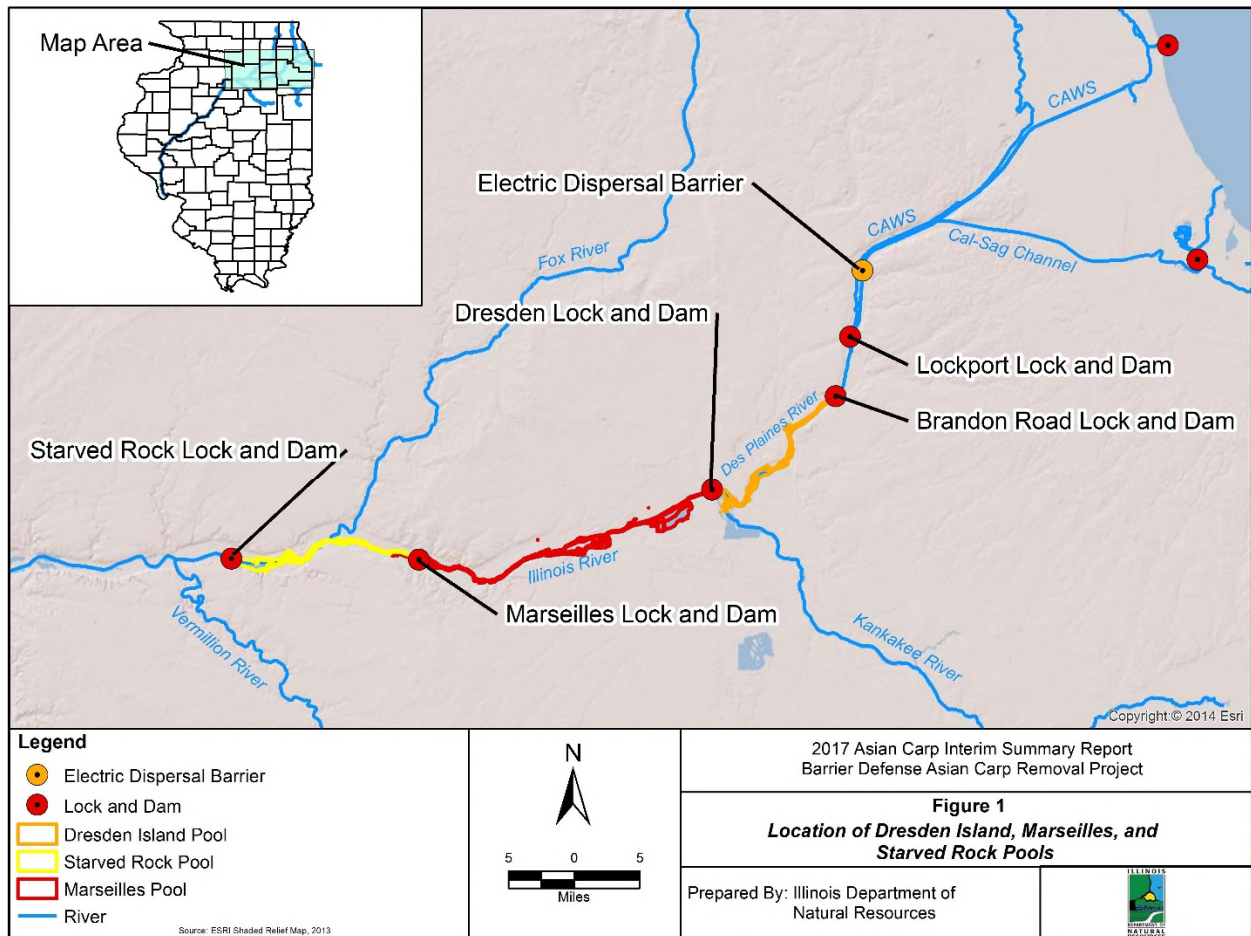 Map Area
CAWS
Electric Dispersal Barrier
CAWS
Cal-Sag Channel
Fox River
Dresden Lock and Dam
Lockport Lock and Dam
Des Plaines River
Brandon Road Lock and Dam
Starved Rock Lock and Dam
Illinois River
Marseilles Lock and Dam
Vermillion River
Kankakee River
Copyright:© 2014 Esri
Legend
Electric Dispersal Barrier
Lock and Dam
Dresden Island Pool
Starved Rock Pool
Marseilles Pool
River
Source: ESRI Shaded Relief Map, 2013
N
5 0 5
Miles
2017 Asian Carp Interim Summary Report
Barrier Defense Asian Carp Removal Project
Figure 1
Location of Dresden Island, Marseilles, and
Starved Rock Pools
Prepared By: Illinois Department of
Natural Resources
ILLINOIS
DEPARTMENT OF
NATURAL
RESOURCES